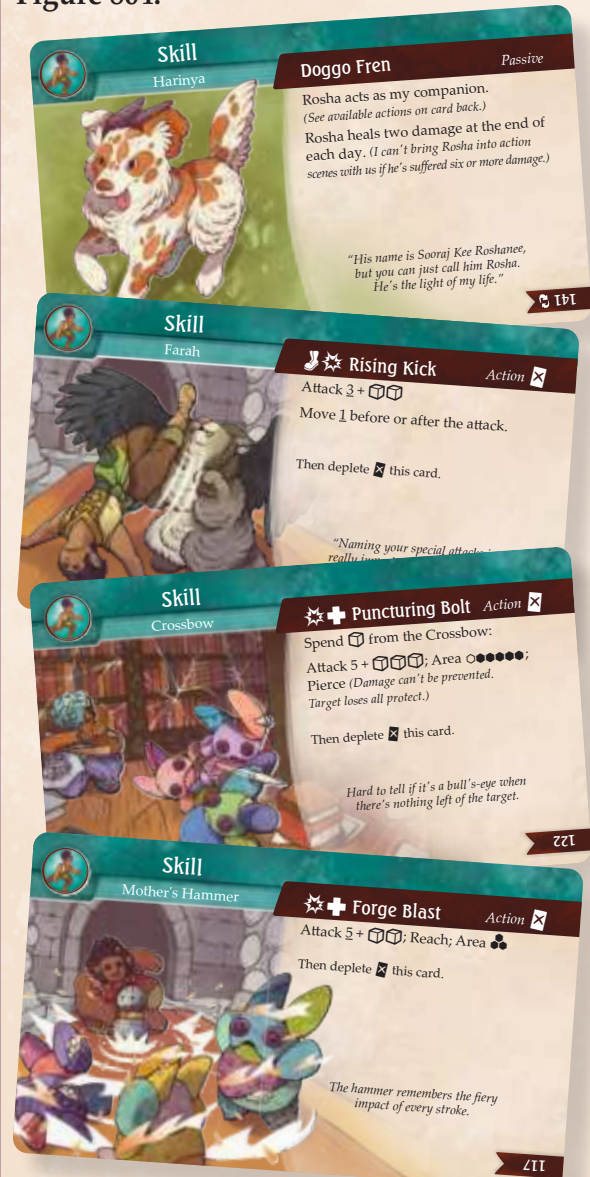 Figure 801.
Skill
Harinya
Doggo Fren
Passive
Rosha acts as my companion.
(See available actions on card back.)
Rosha heals two damage at the end of
each day. (I can't bring Rosha into action
scenes with us if he's suffered six or more damage.)
"His name is Sooraj Kee Roshanee,
but you can just call him Rosha.
He's the light of my life."
141
Skill
Farah
Rising Kick
Action
Attack 3 +
Move 1 before or after the attack.
Then deplete this card.
"Naming your special attacks
really
Skill
Crossbow
Puncturing Bolt
Action
Spend from the Crossbow:
Attack 5 + ; Area ;
Pierce (Damage can't be prevented.
Target loses all protect.)
Then deplete this card.
Hard to tell if it's a bull's-eye when
there's nothing left of the target.
122
Skill
Mother's Hammer
Forge Blast
Action
Attack 5 + ; Reach; Area
Then deplete this card.
The hammer remembers the fiery
impact of every stroke.
117